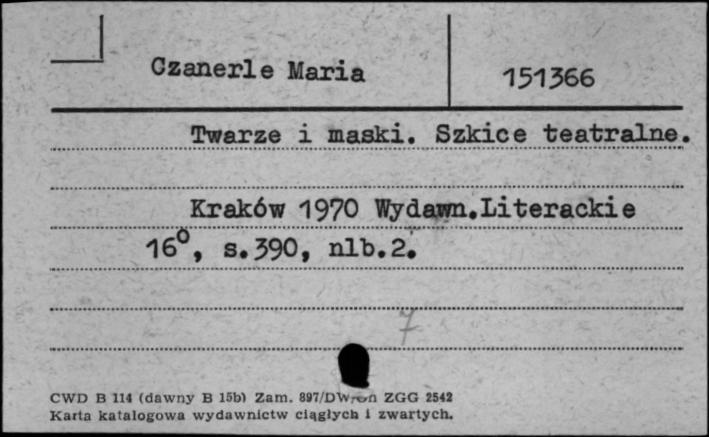 Czanerle Maria 151366
Twarze i maski. Szkice teatralne.
Kraków 1970 Wydawn.Literackie
16°, s.390, nlb.2.
7
CWD B 114 (dawny B 15b) Zam. 897/DW/ ZGG 2542
Karta katalogowa wydawnictw ciągłych i zwartych.